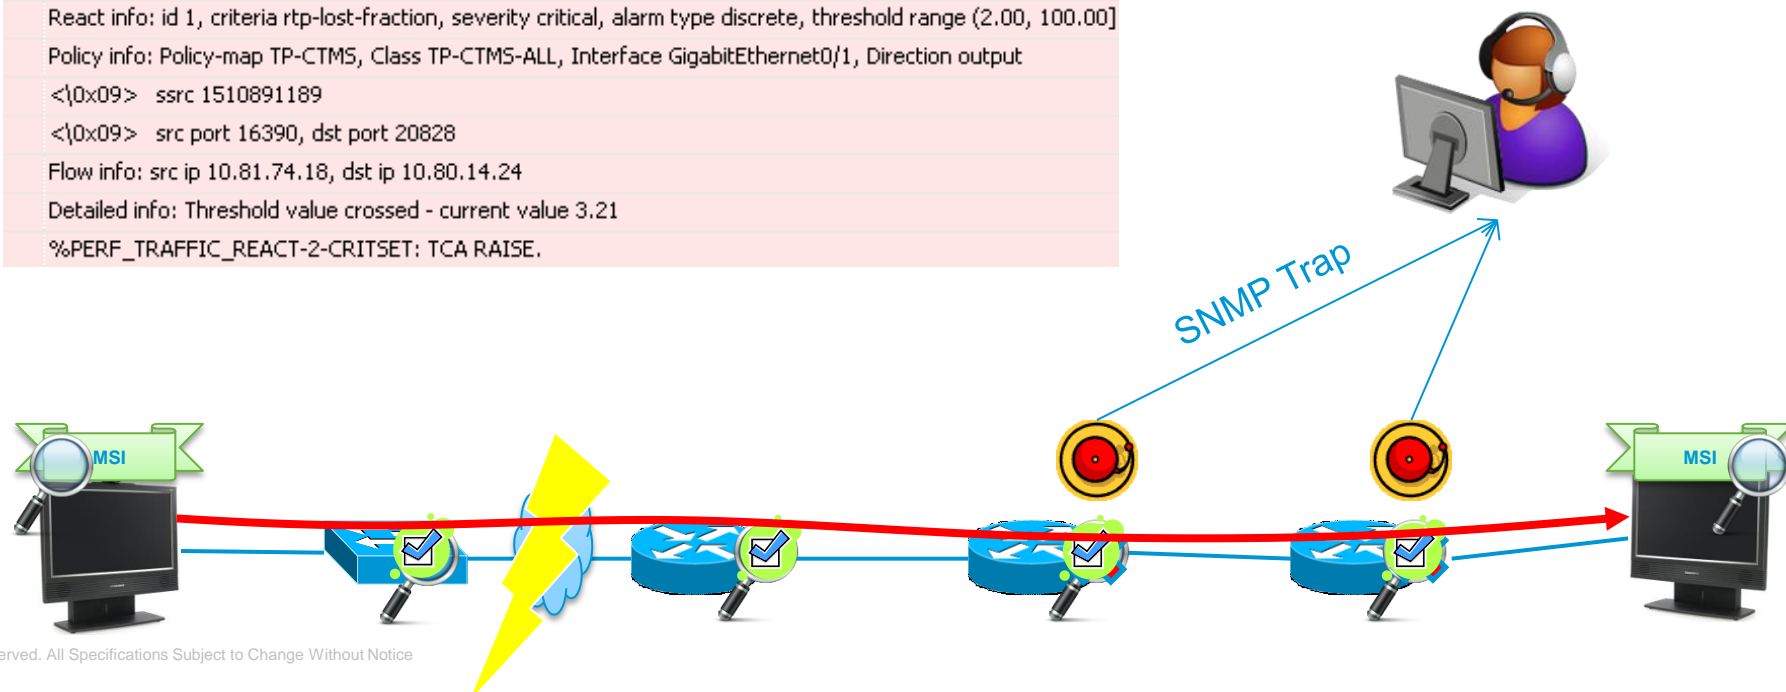 React info: id 1, criteria rtp-lost-fraction, severity critical, alarm type discrete, threshold range (2.00, 100.00]
Policy info: Policy-map TP-CTMS, Class TP-CTMS-ALL, Interface GigabitEthernet0/1, Direction output
<\0x09> ssrc 1510891189
<\0x09> src port 16390, dst port 20828
Flow info: src ip 10.81.74.18, dst ip 10.80.14.24
Detailed info: Threshold value crossed - current value 3.21
%PERF_TRAFFIC_REACT-2-CRITSET: TCA RAISE.
SNMP Trap
MSI
MSI
erved. All Specifications Subject to Change Without Notice